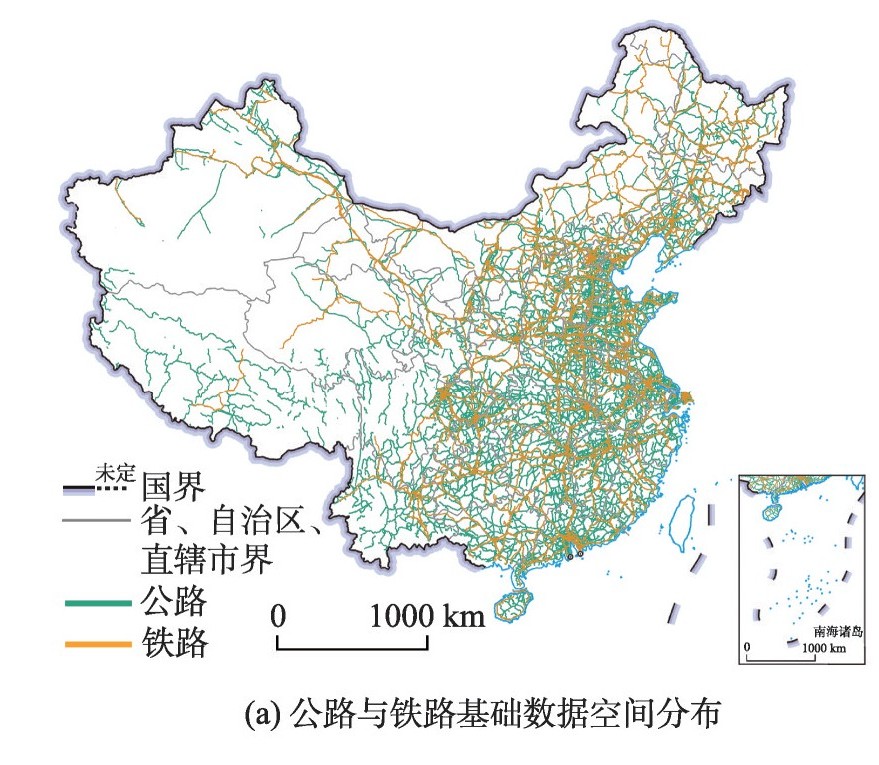 未定
国界
省、自治区、
直辖市界
公路
铁路
0 1000 km
南海诸岛
0 1000 km
(a) 公路与铁路基础数据空间分布